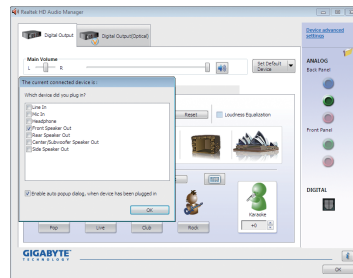 Realtek HD Audio Manager
Digital Output
Digital Output(Optical)
Device advanced
settings
Main Volume
L
R
Set Default
Device
ANALOG
Back Panel
The current connected device is :
Which device did you plug in?
Line In
Mic In
Headphone
Front Speaker Out
Rear Speaker Out
Center/Subwoofer Speaker Out
Side Speaker Out
Reset
Loudness Equalization
Front Panel
Enable auto popup dialog, when device has been plugged in
OK
DIGITAL
Karaoke
Pop
Live
Club
Rock
+0
GIGABYTE
TECHNOLOGY
OK